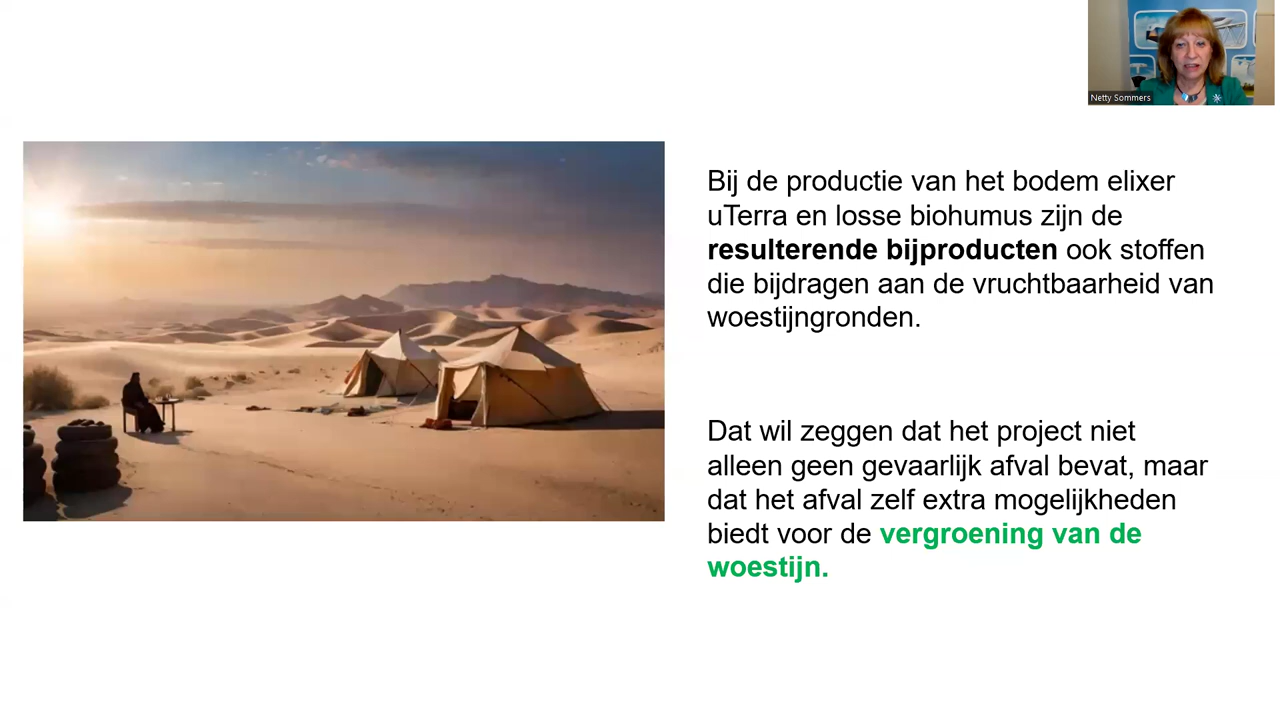 Netty Sommers
Bij de productie van het bodem elixer
uTerra en losse biohumus zijn de
resulterende bijproducten ook stoffen
die bijdragen aan de vruchtbaarheid van
woestijngronden.
Dat wil zeggen dat het project niet
alleen geen gevaarlijk afval bevat, maar
dat het afval zelf extra mogelijkheden
biedt voor de vergroening van de
woestijn.